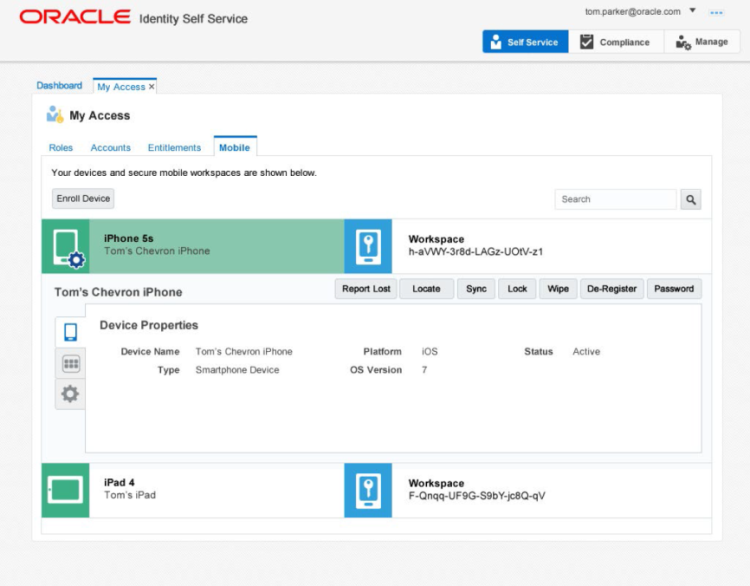 ORACLE Identity Self Service
tom.parker@oracle.com
Self Service Compliance Manage
Dashboard My Access ×
My Access
Roles Accounts Entitlements Mobile
Your devices and secure mobile workspaces are shown below.
Enroll Device Search
iPhone 5s
Tom's Chevron iPhone
Workspace
h-aVWY-3r8d-LAGz-UOtV-z1
Tom's Chevron iPhone Report Lost Locate Sync Lock Wipe De-Register Password
Device Properties
Device Name Tom's Chevron iPhone Platform iOS Status Active
Type Smartphone Device OS Version 7
iPad 4
Tom's iPad
Workspace
F-Qnqq-UF9G-S9bY-jc8Q-qV